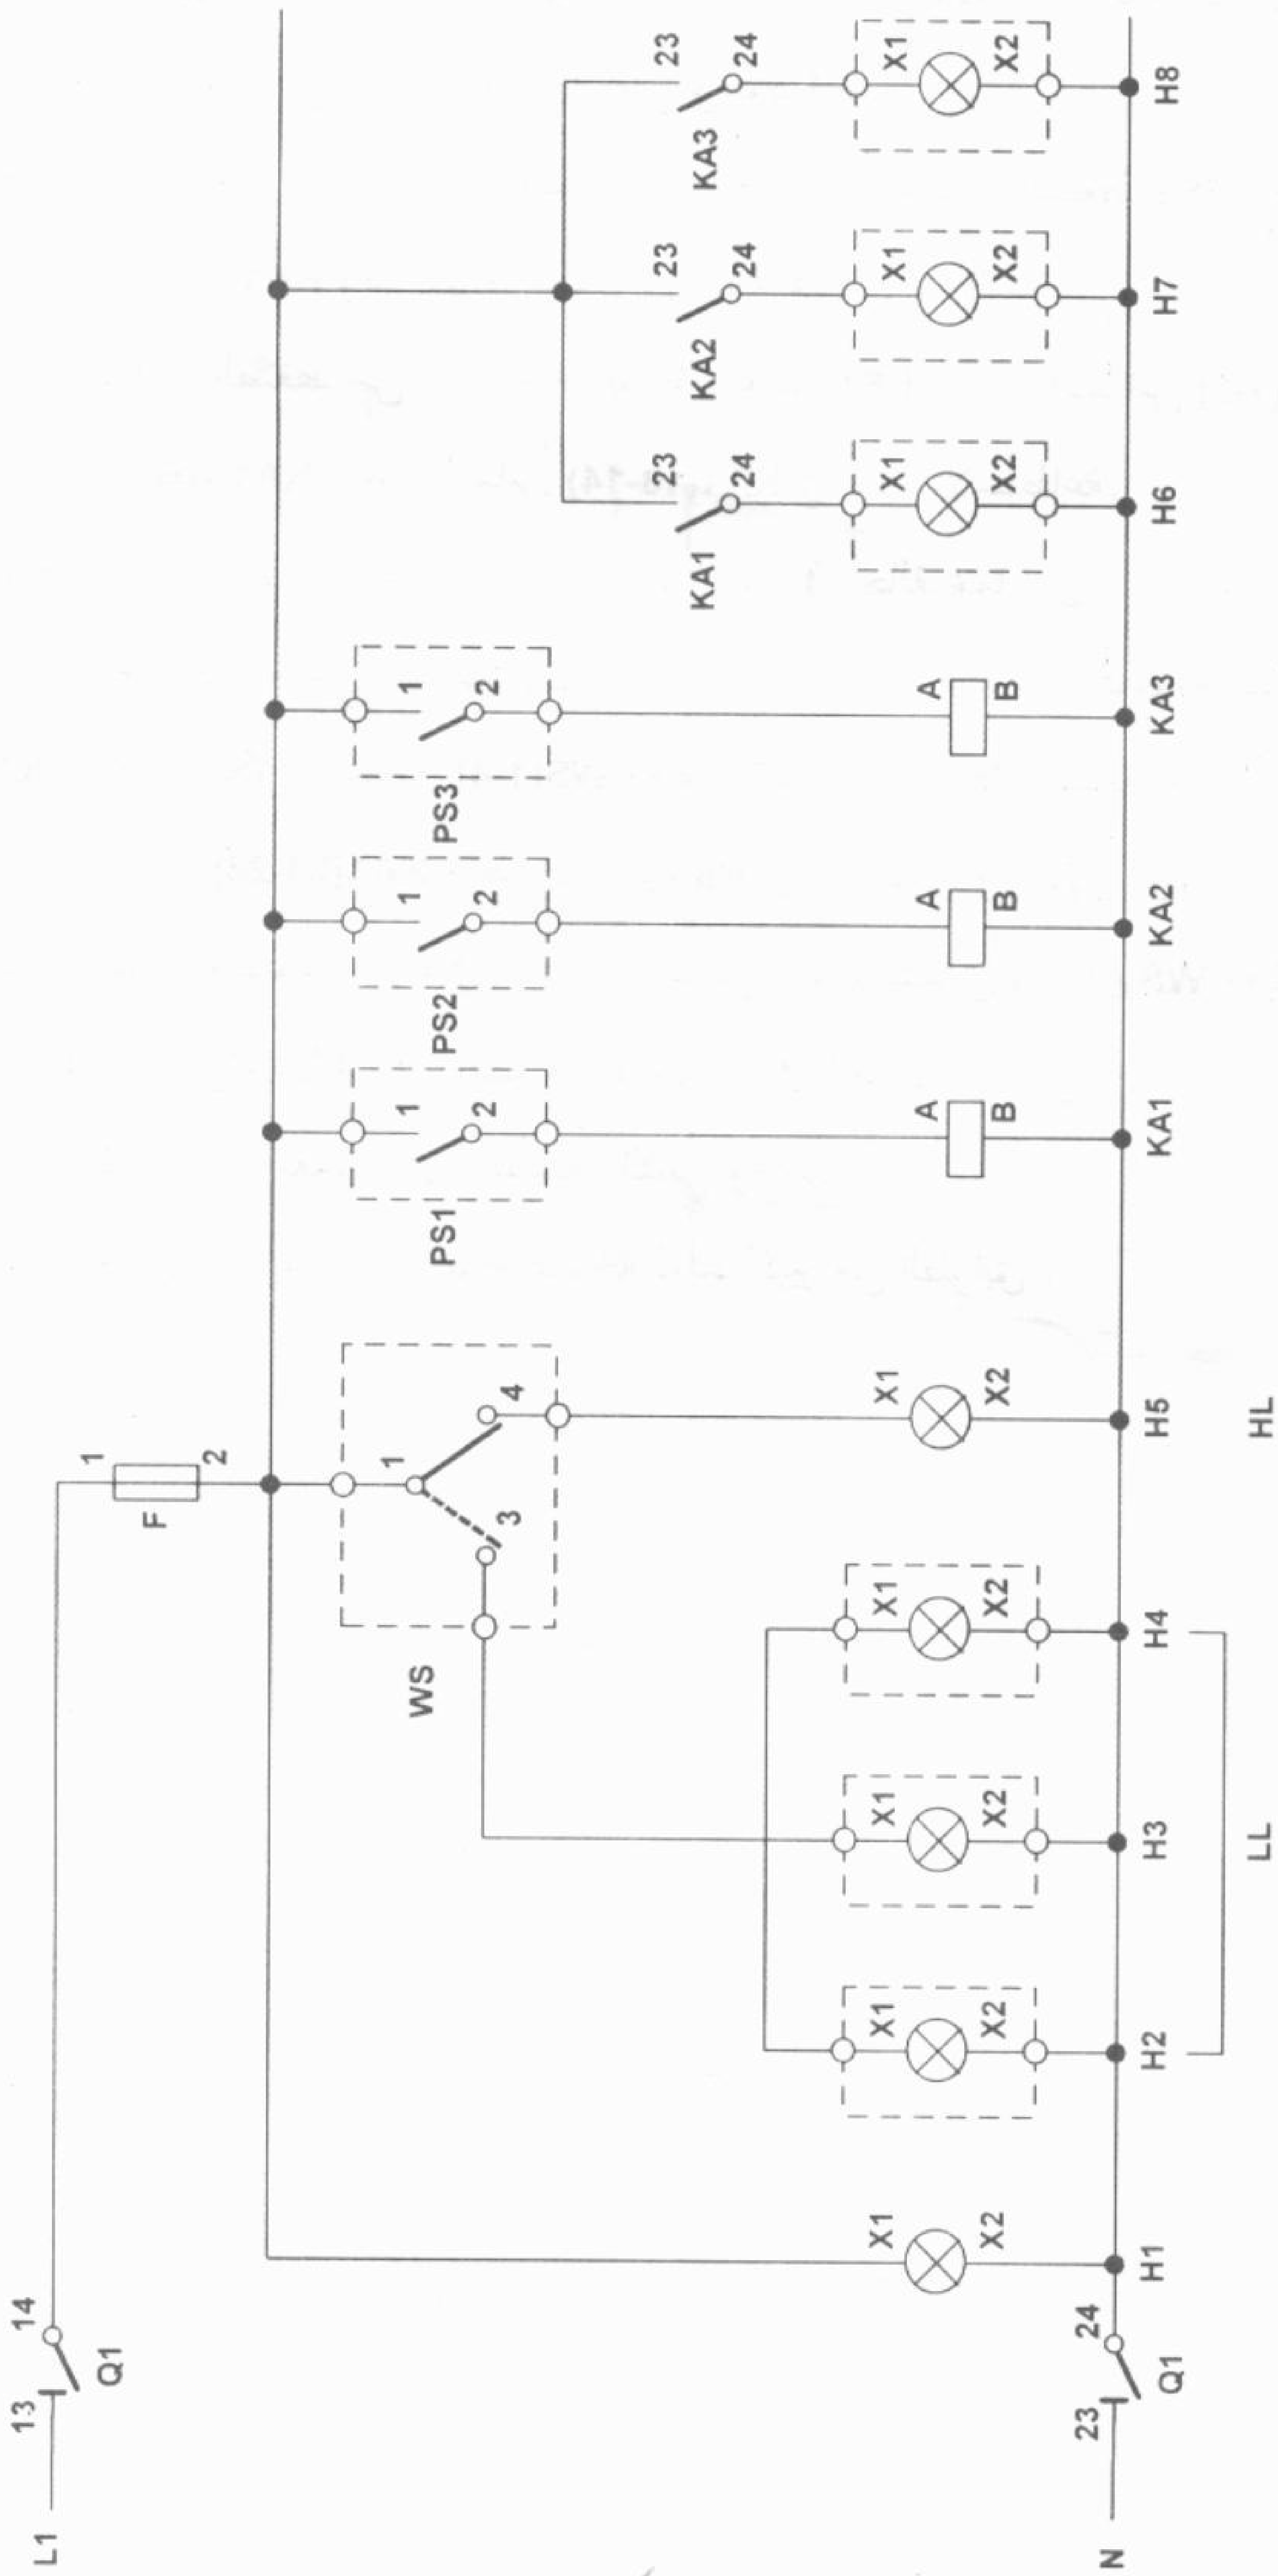 L1 13 14
Q1
F 1 2
WS 1 3 4
PS1 1 2
PS2 1 2
PS3 1 2
KA1 23 24
KA2 23 24
KA3 23 24
X1 X1 X1 X1 X1 A A A X1 X1 X1
X2 X2 X2 X2 X2 B B B X2 X2 X2
N 23 24
Q1
H1 H2 H3 H4 H5 KA1 KA2 KA3 H6 H7 H8
LL HL